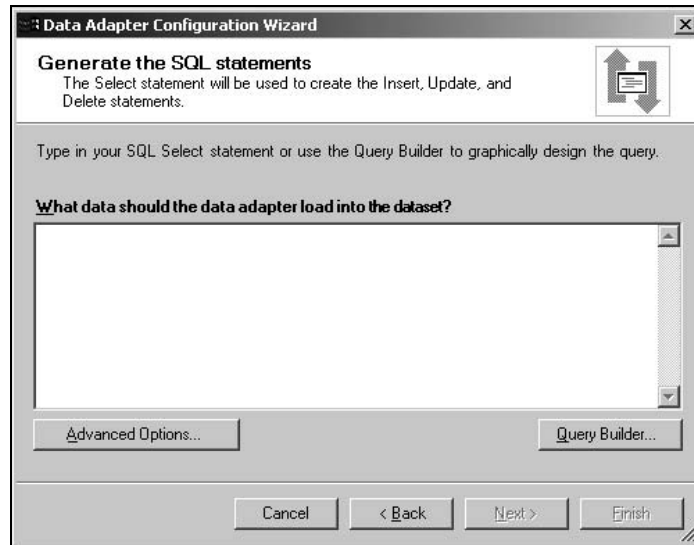 Data Adapter Configuration Wizard
Generate the SQL statements
The Select statement will be used to create the Insert, Update, and
Delete statements.
Type in your SQL Select statement or use the Query Builder to graphically design the query.
What data should the data adapter load into the dataset?
Advanced Options... Query Builder...
Cancel < Back Next > Finish